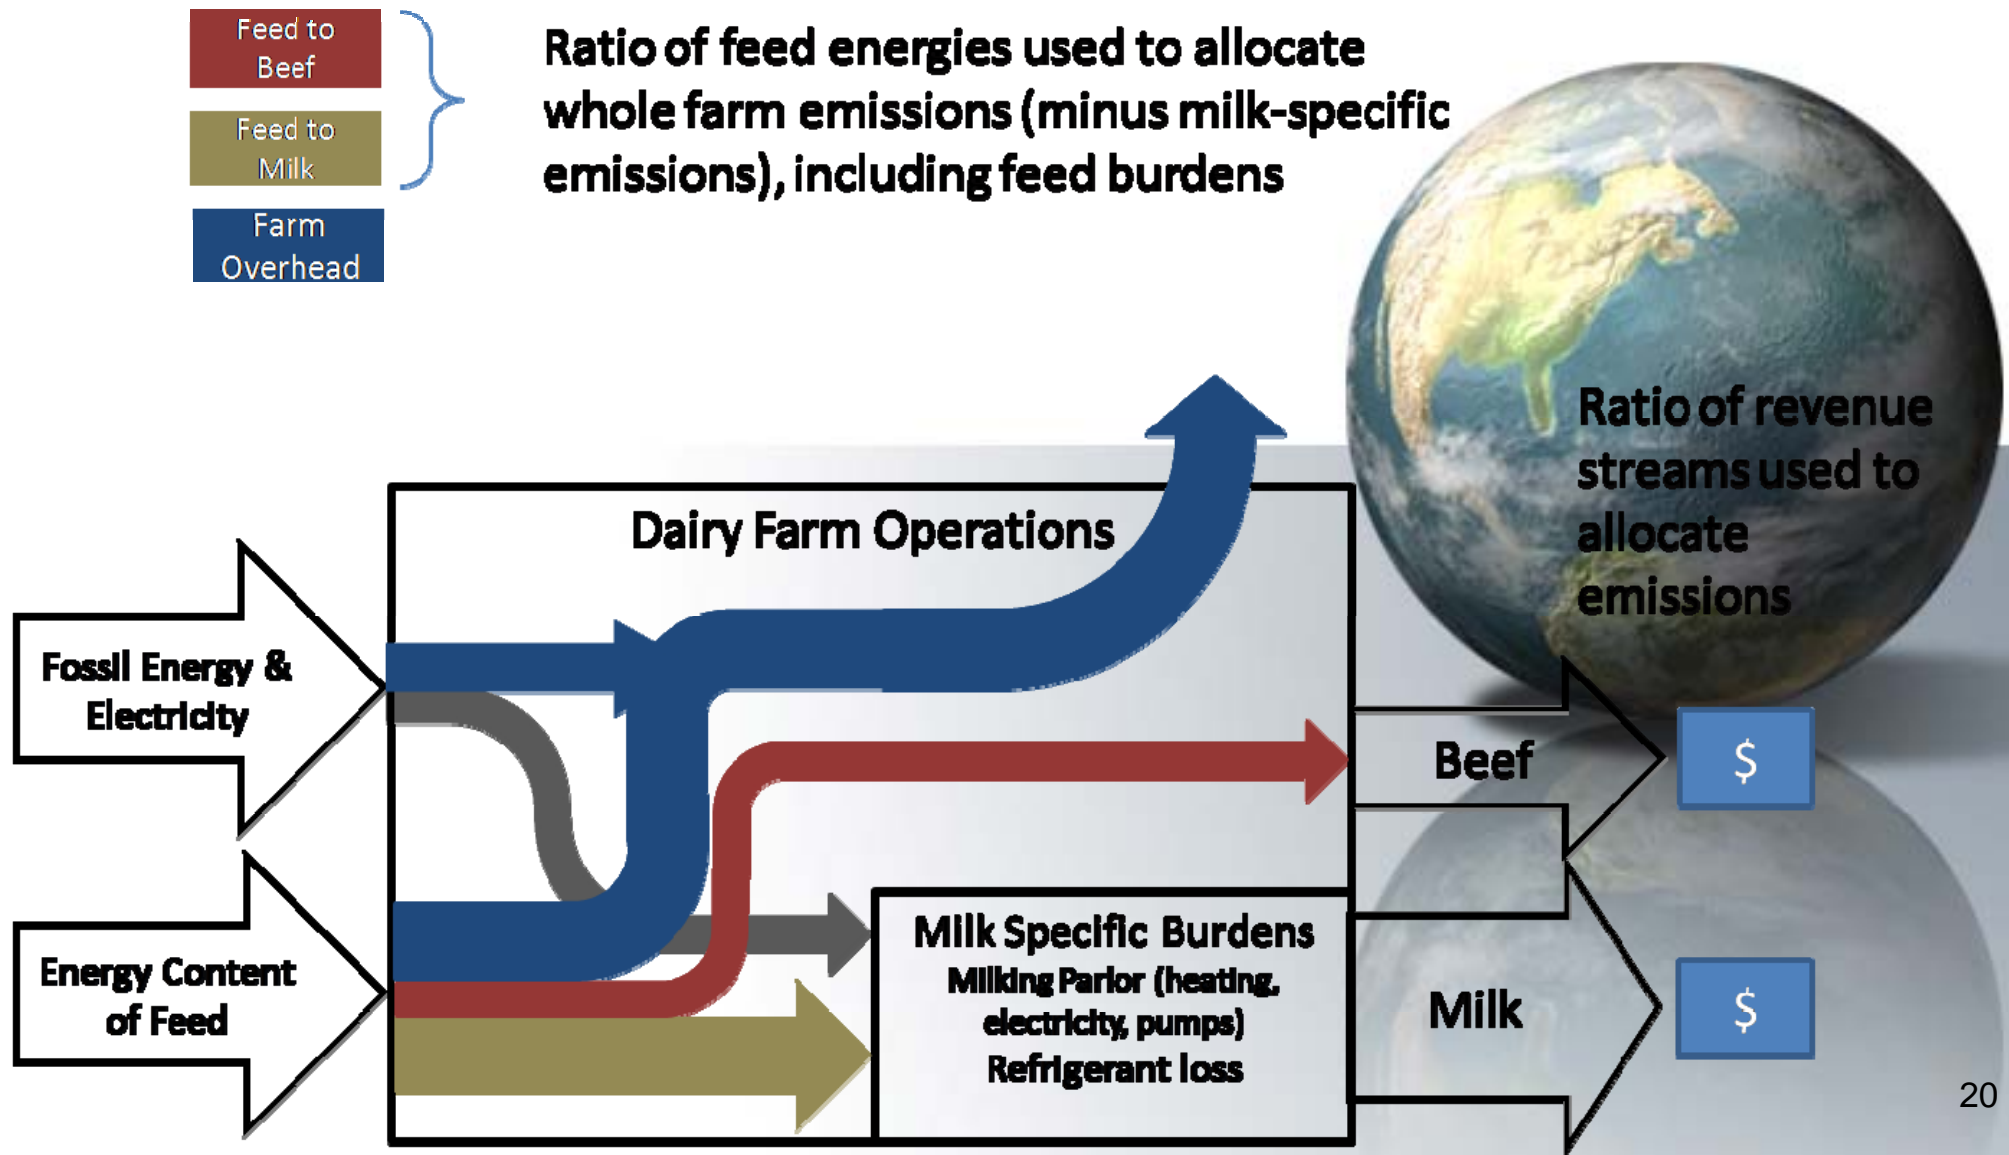 Feed to
Beef
Feed to
Milk
Farm
Overhead
Ratio of feed energies used to allocate
whole farm emissions (minus milk-specific
emissions), including feed burdens
Ratio of revenue
streams used to
allocate
emissions
Dairy Farm Operations
Fossil Energy &
Electricity
Energy Content
of Feed
Milk Specific Burdens
Milking Parlor (heating,
electricity, pumps)
Refrigerant loss
Beef
$
Milk
$
20